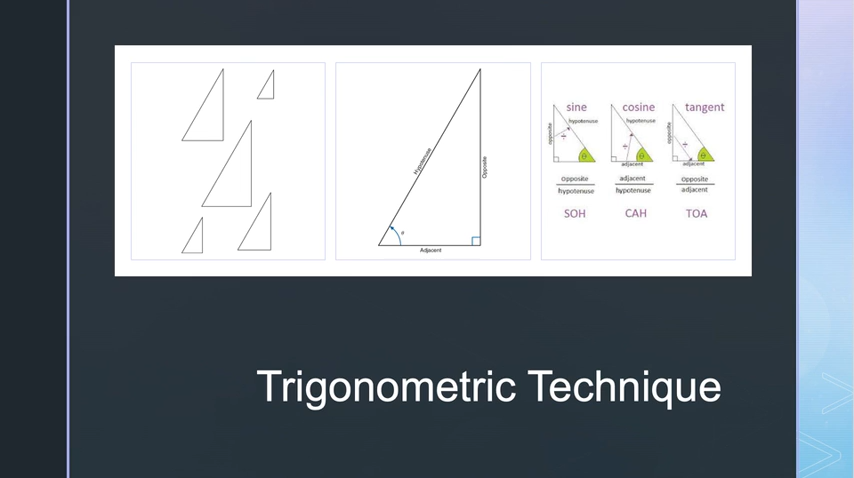 Hypotenuse
Opposite
Adjacent
sine
hypotenuse
opposite
÷
θ
opposite
hypotenuse
SOH
cosine
hypotenuse
÷
θ
adjacent
adjacent
hypotenuse
CAH
tangent
opposite
÷
θ
adjacent
opposite
adjacent
TOA
Trigonometric Technique